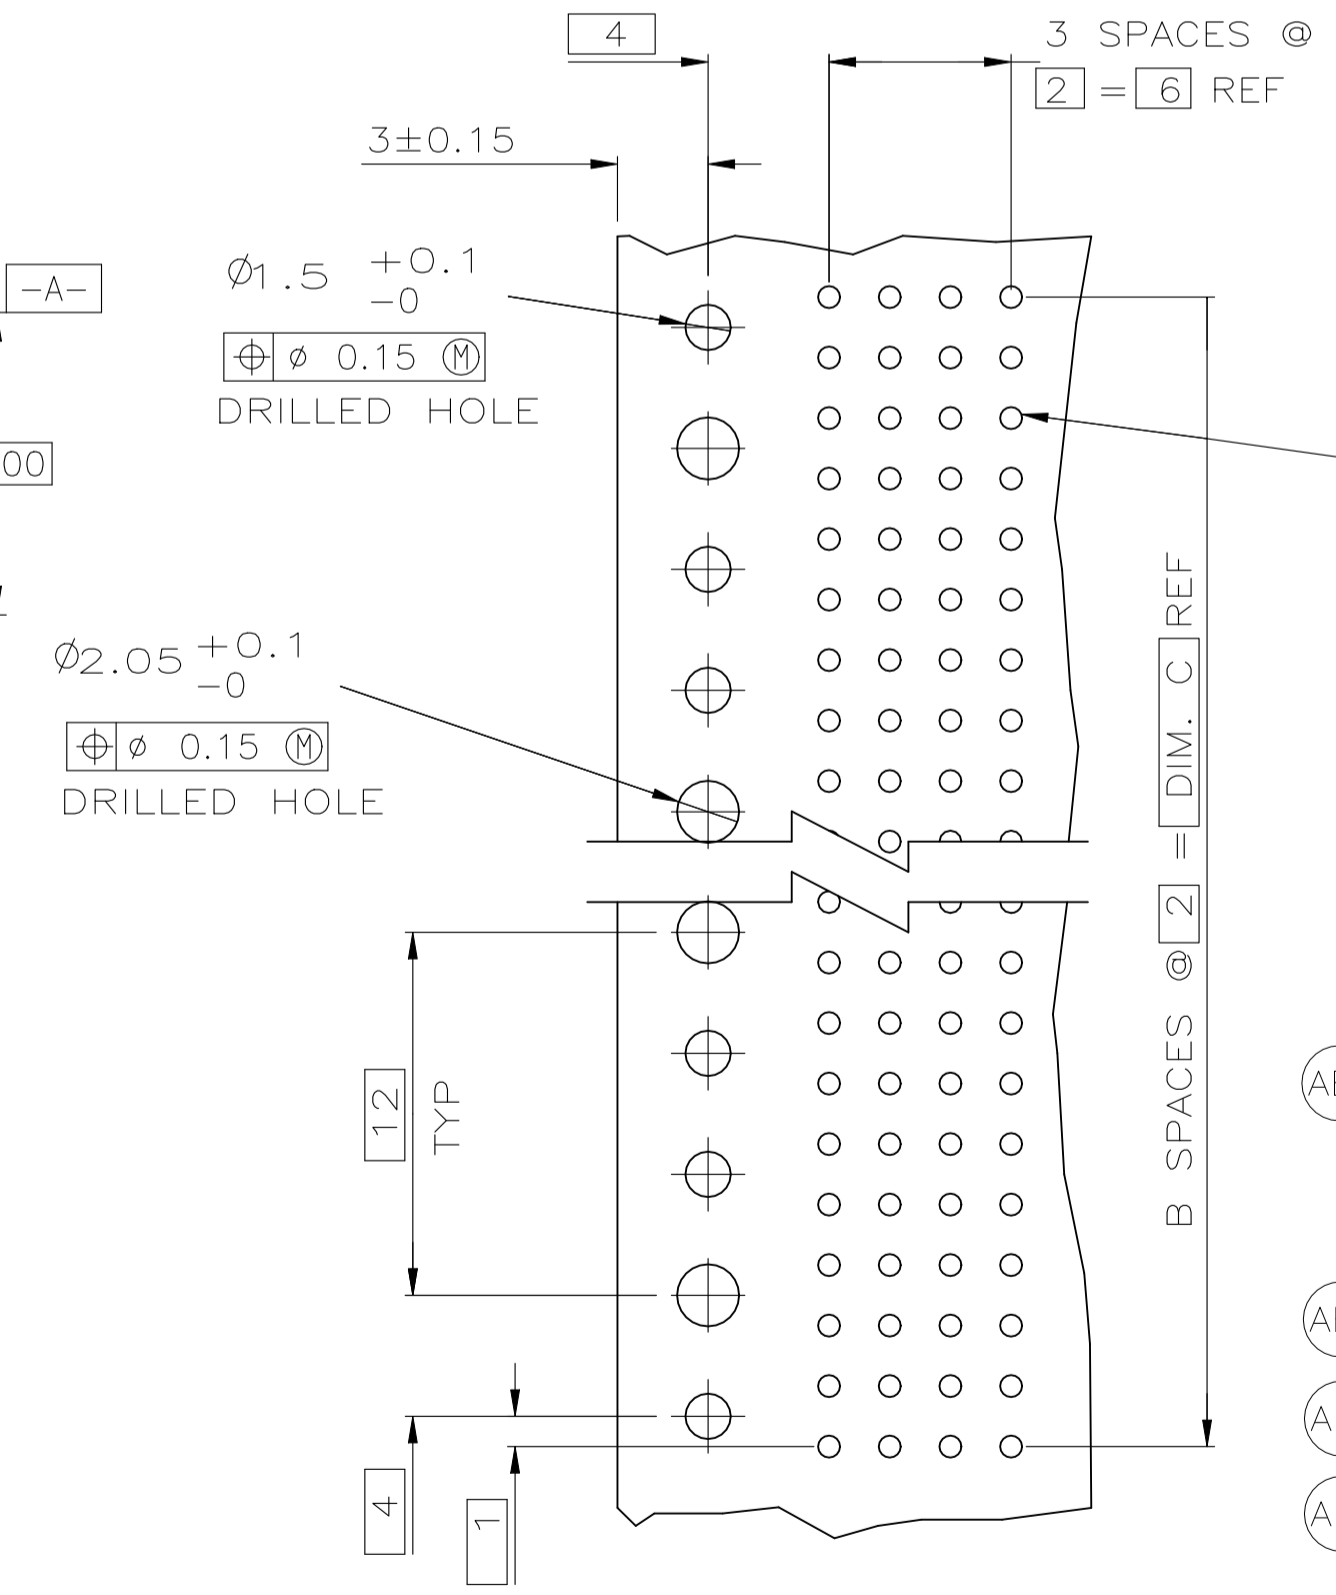 4
3 SPACES @
2 = 6 REF
3±0.15
-A-
Ø1.5 +0.1
-0
⌖ Ø 0.15 Ⓜ
DRILLED HOLE
00
Ø2.05 +0.1
-0
⌖ Ø 0.15 Ⓜ
DRILLED HOLE
B SPACES @ 2 = DIM. C REF
12
TYP
4
1
A
A